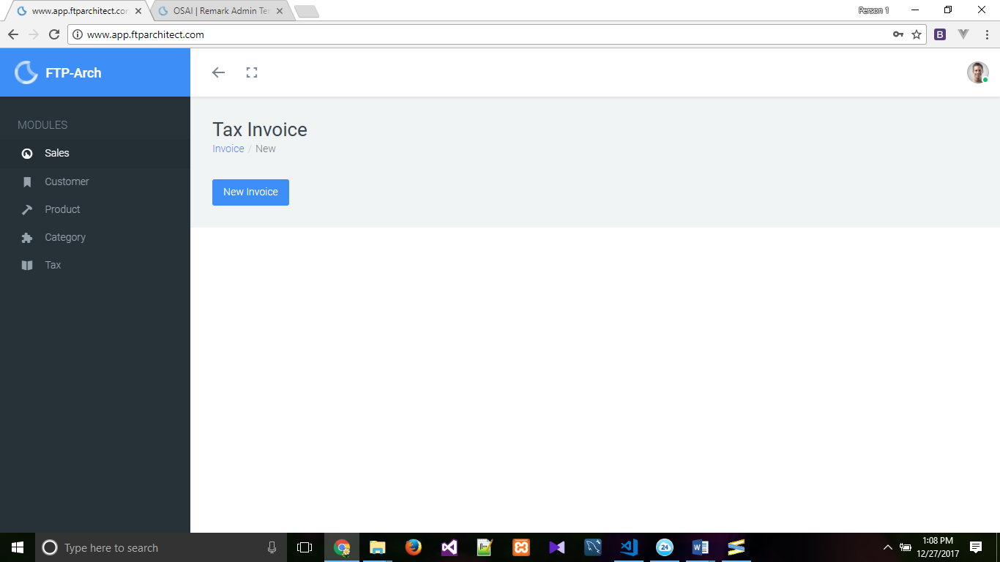 www.app.ftparchitect.cor
OSAI | Remark Admin Te
Person 1
www.app.ftparchitect.com
B
FTP-Arch
MODULES
Sales
Customer
Product
Category
Tax
Tax Invoice
Invoice / New
New Invoice
Type here to search
24
1:08 PM
12/27/2017